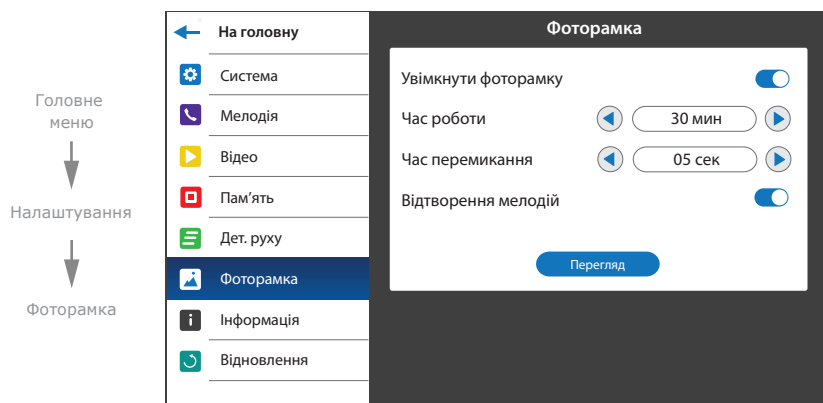 Головне
меню
Налаштування
Фоторамка
На головну
Система
Мелодія
Відео
Пам’ять
Дет. руху
Фоторамка
Інформація
Відновлення
Фоторамка
Увімкнути фоторамку
Час роботи 30 мин
Час перемикання 05 сек
Відтворення мелодій
Перегляд